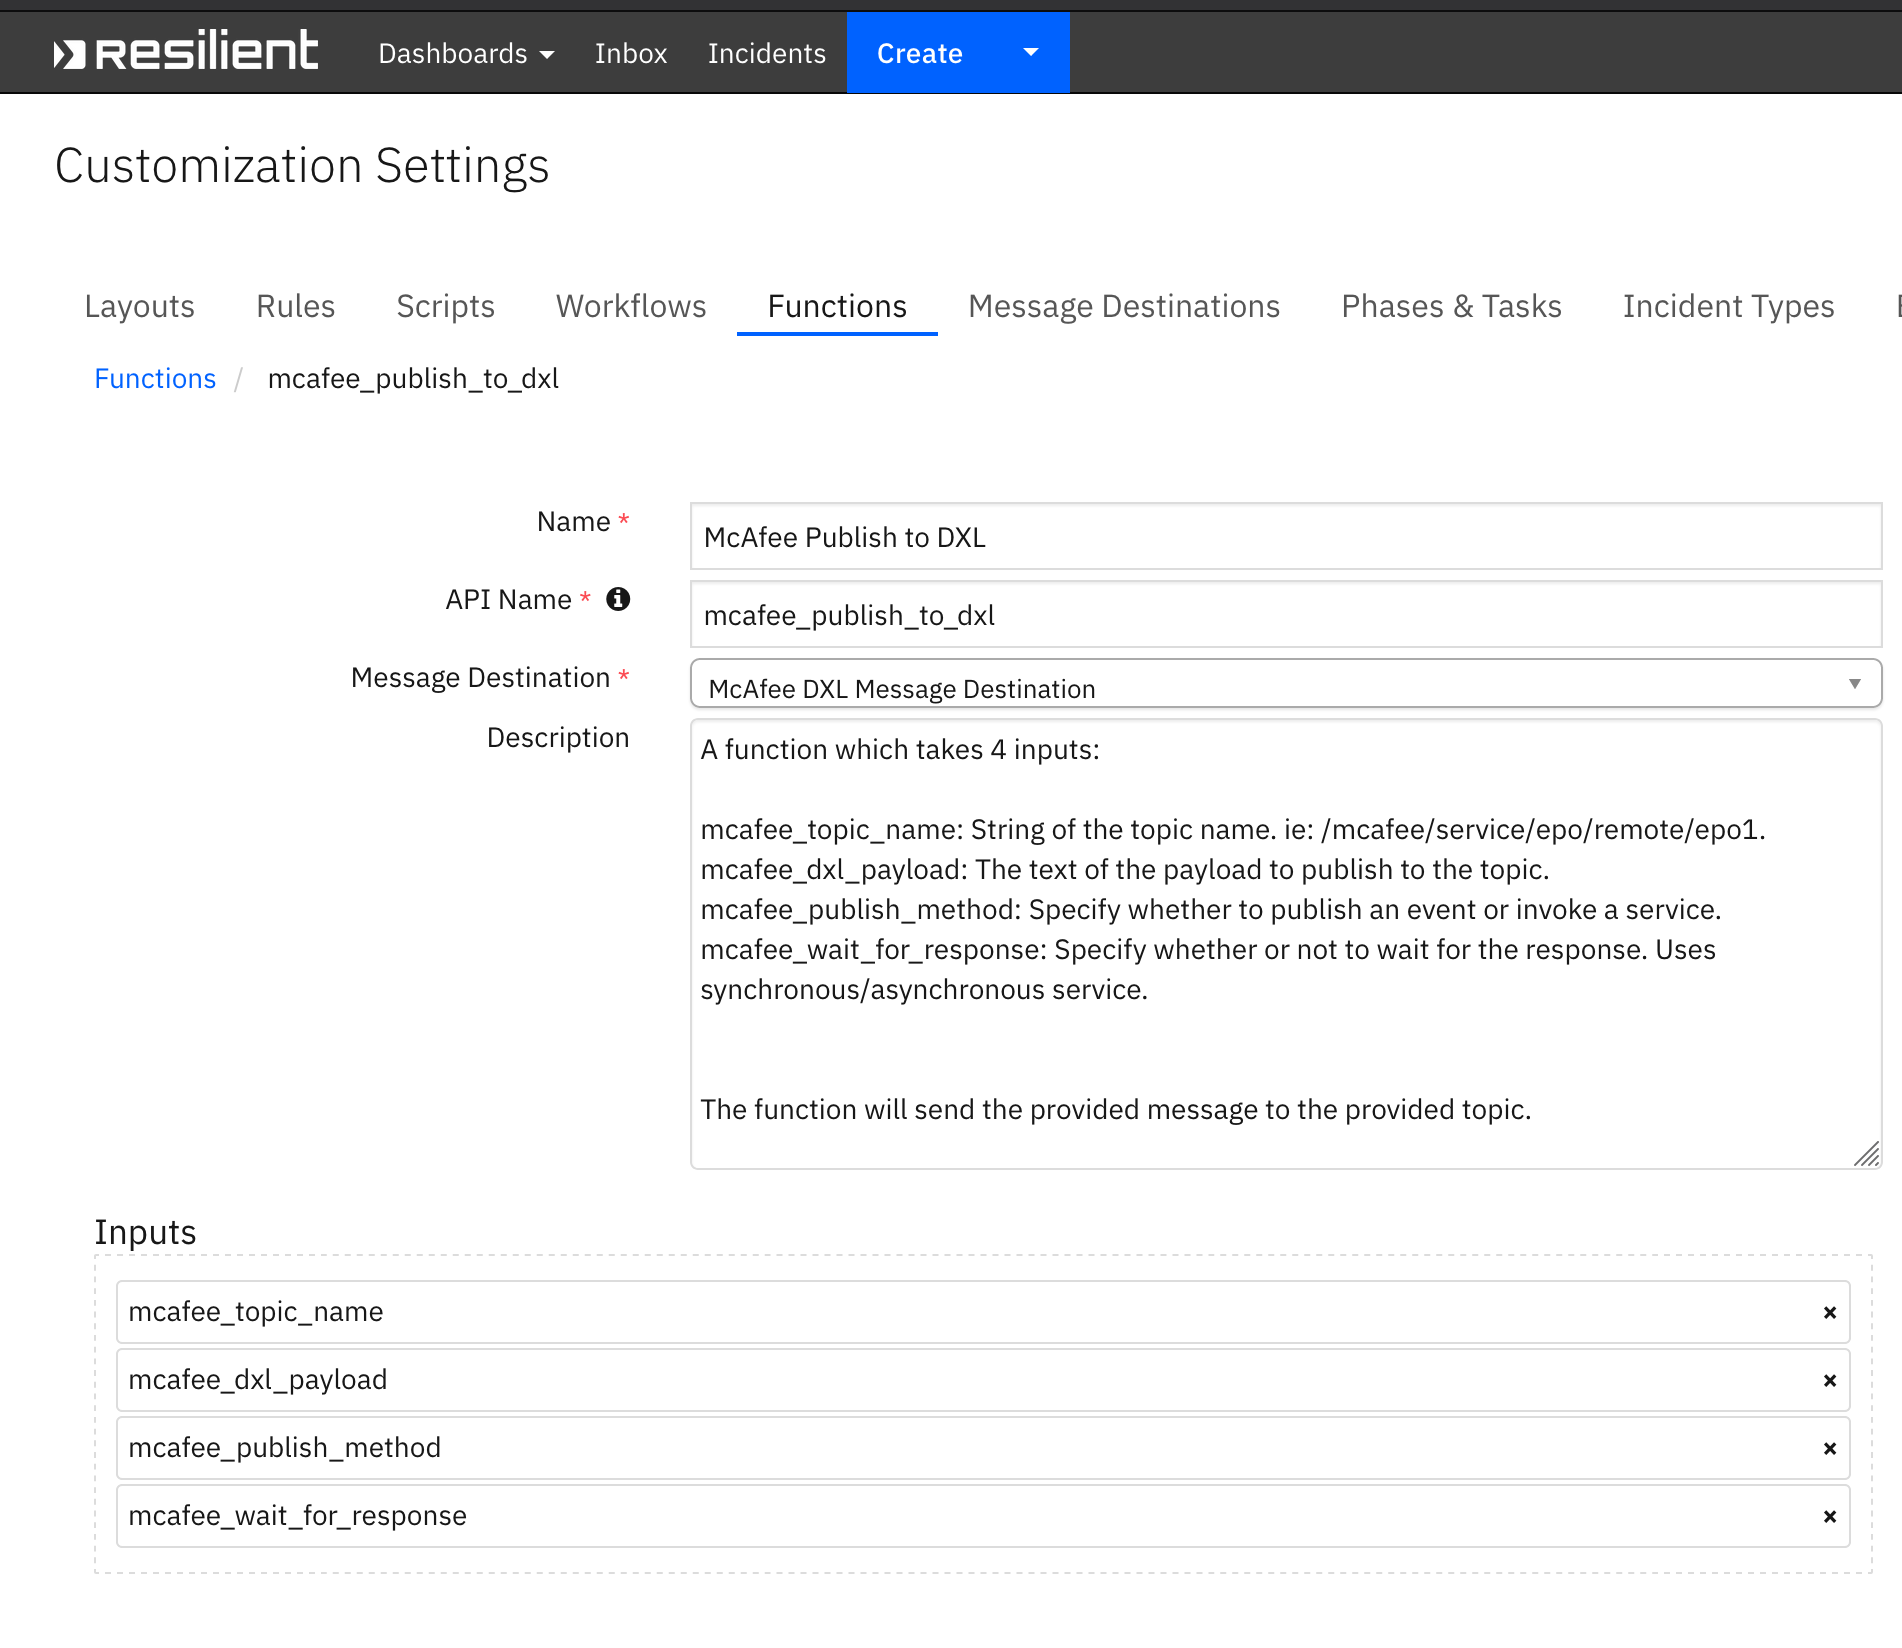 resilient Dashboards Inbox Incidents Create
Customization Settings
Layouts Rules Scripts Workflows Functions Message Destinations Phases & Tasks Incident Types
Functions / mcafee_publish_to_dxl
Name * McAfee Publish to DXL
API Name * mcafee_publish_to_dxl
Message Destination * McAfee DXL Message Destination
Description
A function which takes 4 inputs:
mcafee_topic_name: String of the topic name. ie: /mcafee/service/epo/remote/epo1.
mcafee_dxl_payload: The text of the payload to publish to the topic.
mcafee_publish_method: Specify whether to publish an event or invoke a service.
mcafee_wait_for_response: Specify whether or not to wait for the response. Uses
synchronous/asynchronous service.
The function will send the provided message to the provided topic.
Inputs
mcafee_topic_name ×
mcafee_dxl_payload ×
mcafee_publish_method ×
mcafee_wait_for_response ×